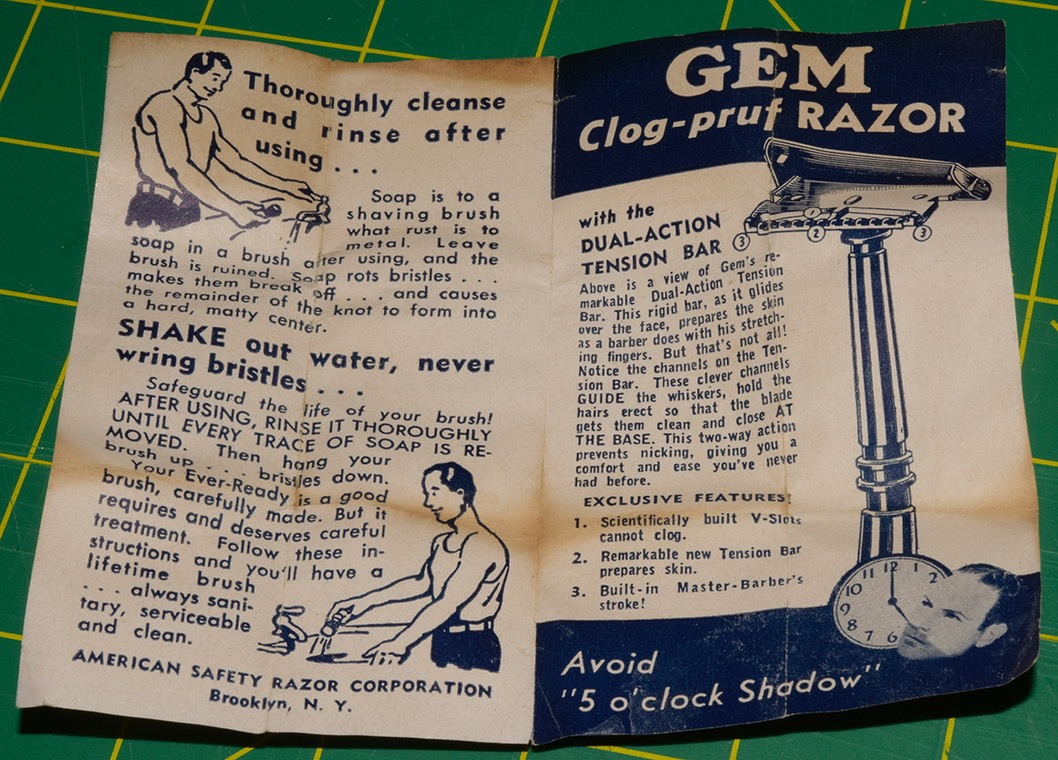 Thoroughly cleanse
and rinse after
using . . .
Soap is to a
shaving brush
what rust is to
metal. Leave
soap in a brush after using, and the
brush is ruined. Soap rots bristles . . .
makes them break off . . . and causes
the remainder of the knot to form into
a hard, matty center.
SHAKE out water, never
wring bristles . . .
Safeguard the life of your brush!
AFTER USING, RINSE IT THOROUGHLY
UNTIL EVERY TRACE OF SOAP IS RE-
MOVED. Then hang your
brush up . . . bristles down.
Your Ever-Ready is a good
brush, carefully made. But it
requires and deserves careful
treatment. Follow these in-
structions and you'll have a
lifetime brush
. . . always sani-
tary, serviceable
and clean.
AMERICAN SAFETY RAZOR CORPORATION
Brooklyn, N. Y.
GEM
Clog-pruf RAZOR
with the
DUAL-ACTION
TENSION BAR
Above is a view of Gem's re-
markable Dual-Action Tension
Bar. This rigid bar, as it glides
over the face, prepares the skin
as a barber does with his stretch-
ing fingers. But that's not all!
Notice the channels on the Ten-
sion Bar. These clever channels
GUIDE the whiskers, hold the
hairs erect so that the blade
gets them clean and close AT
THE BASE. This two-way action
prevents nicking, giving you a
comfort and ease you've never
had before.
EXCLUSIVE FEATURES:
1. Scientifically built V-Slots
cannot clog.
2. Remarkable new Tension Bar
prepares skin.
3. Built-in Master-Barber's
stroke!
1
3 2 3
11 12 1 2
10
9
8 7 6
Avoid
"5 o'clock Shadow"